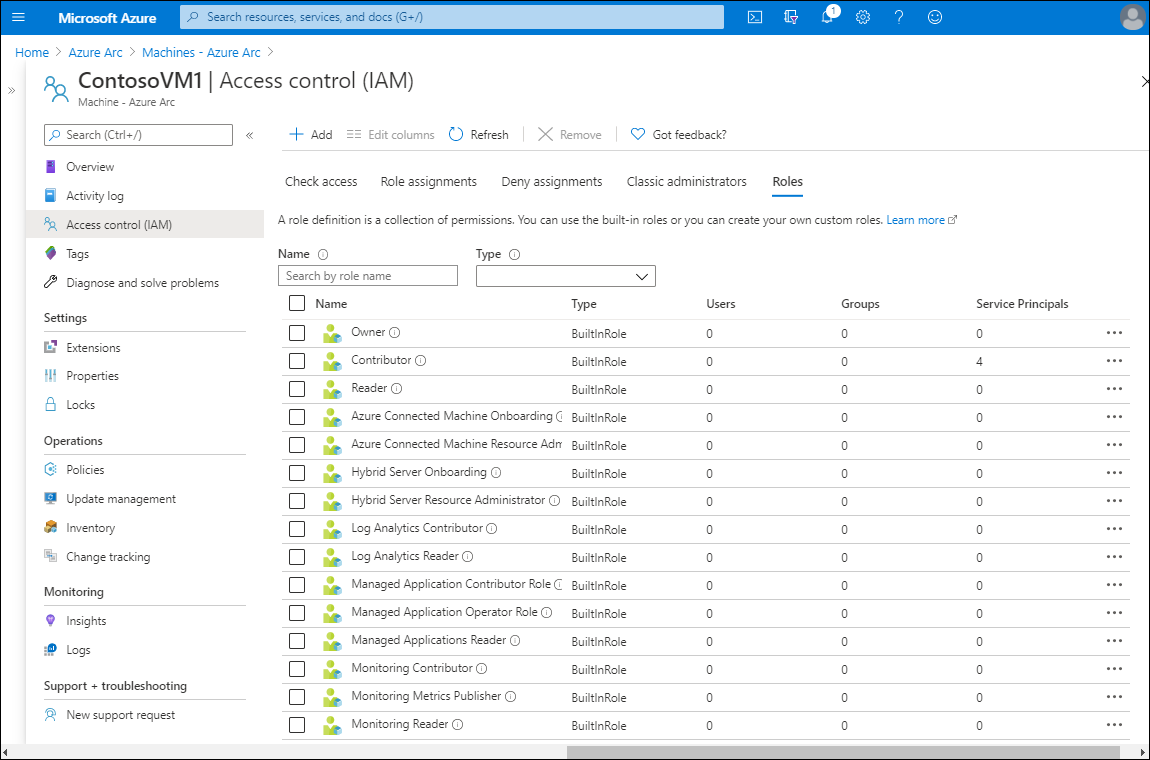 Microsoft Azure
Search resources, services, and docs (G+/)
1
Home > Azure Arc > Machines - Azure Arc >
ContosoVM1 | Access control (IAM)
Machine - Azure Arc
Search (Ctrl+/)
Overview
Activity log
Access control (IAM)
Tags
Diagnose and solve problems
Settings
Extensions
Properties
Locks
Operations
Policies
Update management
Inventory
Change tracking
Monitoring
Insights
Logs
Support + troubleshooting
New support request
Add Edit columns Refresh Remove Got feedback?
Check access Role assignments Deny assignments Classic administrators Roles
A role definition is a collection of permissions. You can use the built-in roles or you can create your own custom roles. Learn more
Name Type
Search by role name
Name Type Users Groups Service Principals
Owner BuiltInRole 0 0 0
Contributor BuiltInRole 0 0 4
Reader BuiltInRole 0 0 0
Azure Connected Machine Onboarding BuiltInRole 0 0 0
Azure Connected Machine Resource Adm BuiltInRole 0 0 0
Hybrid Server Onboarding BuiltInRole 0 0 0
Hybrid Server Resource Administrator BuiltInRole 0 0 0
Log Analytics Contributor BuiltInRole 0 0 0
Log Analytics Reader BuiltInRole 0 0 0
Managed Application Contributor Role BuiltInRole 0 0 0
Managed Application Operator Role BuiltInRole 0 0 0
Managed Applications Reader BuiltInRole 0 0 0
Monitoring Contributor BuiltInRole 0 0 0
Monitoring Metrics Publisher BuiltInRole 0 0 0
Monitoring Reader BuiltInRole 0 0 0